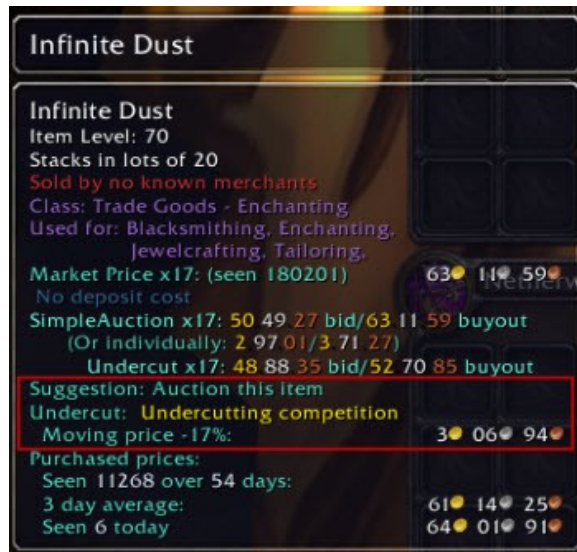 Infinite Dust
Infinite Dust
Item Level: 70
Stacks in lots of 20
Sold by no known merchants
Class: Trade Goods - Enchanting
Used for: Blacksmithing, Enchanting,
Jewelcrafting, Tailoring,
Market Price x17: (seen 180201) 63 11 59
No deposit cost
SimpleAuction x17: 50 49 27 bid/63 11 59 buyout
(Or individually: 2 97 01/3 71 27)
Undercut x17: 48 88 35 bid/52 70 85 buyout
Suggestion: Auction this item
Undercut: Undercutting competition
Moving price -17%: 3 06 94
Purchased prices:
Seen 11268 over 54 days:
3 day average: 61 14 25
Seen 6 today 64 01 91